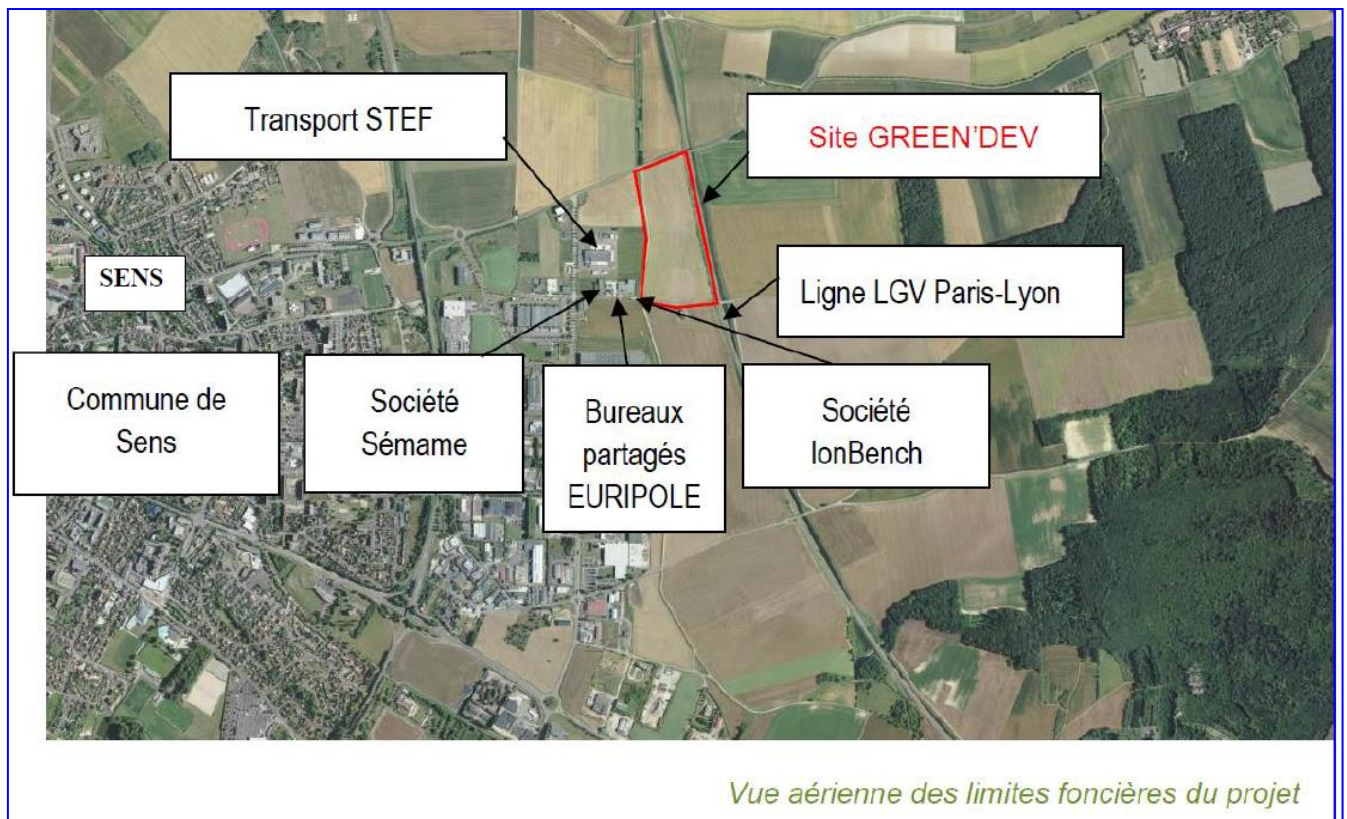 Transport STEF
Site GREEN'DEV
SENS
Ligne LGV Paris-Lyon
Commune de
Sens
Société
Sémame
Bureaux
partagés
EURIPOLE
Société
IonBench
Vue aérienne des limites foncières du projet